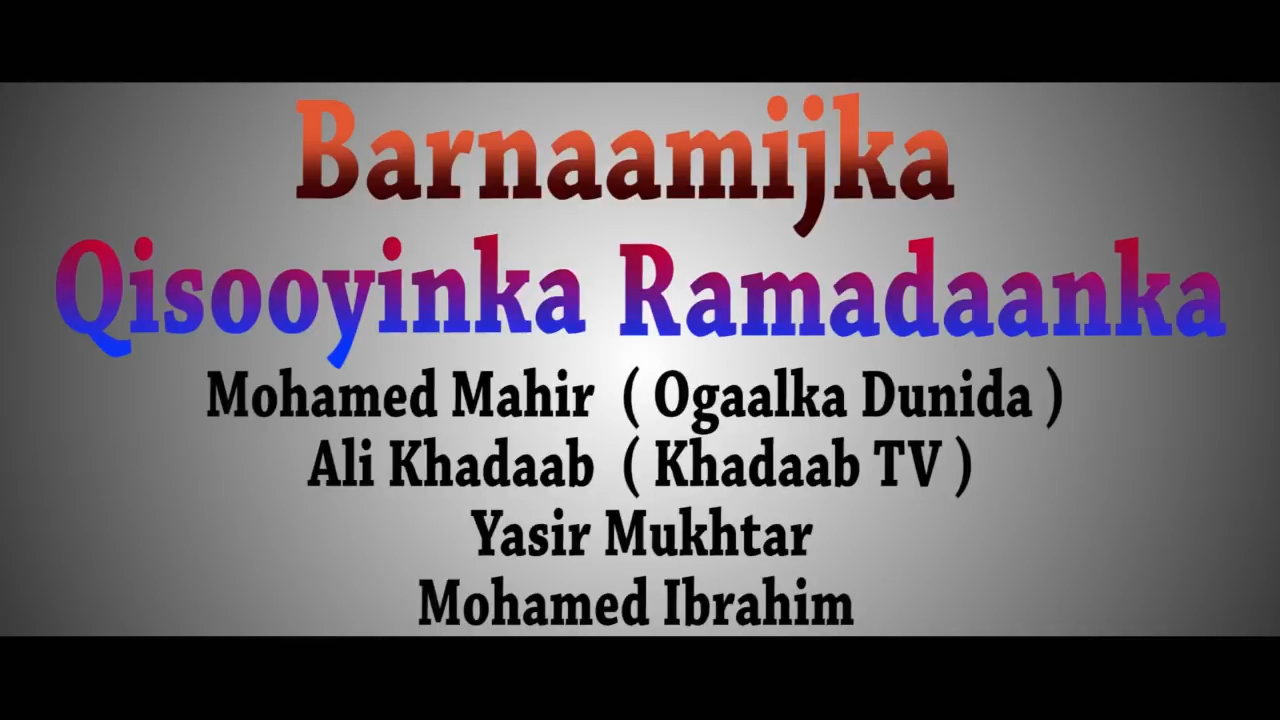 Barnaamijka
Qisooyinka Ramadaanka
Mohamed Mahir ( Ogaalka Dunida )
Ali Khadaab ( Khadaab TV )
Yasir Mukhtar
Mohamed Ibrahim